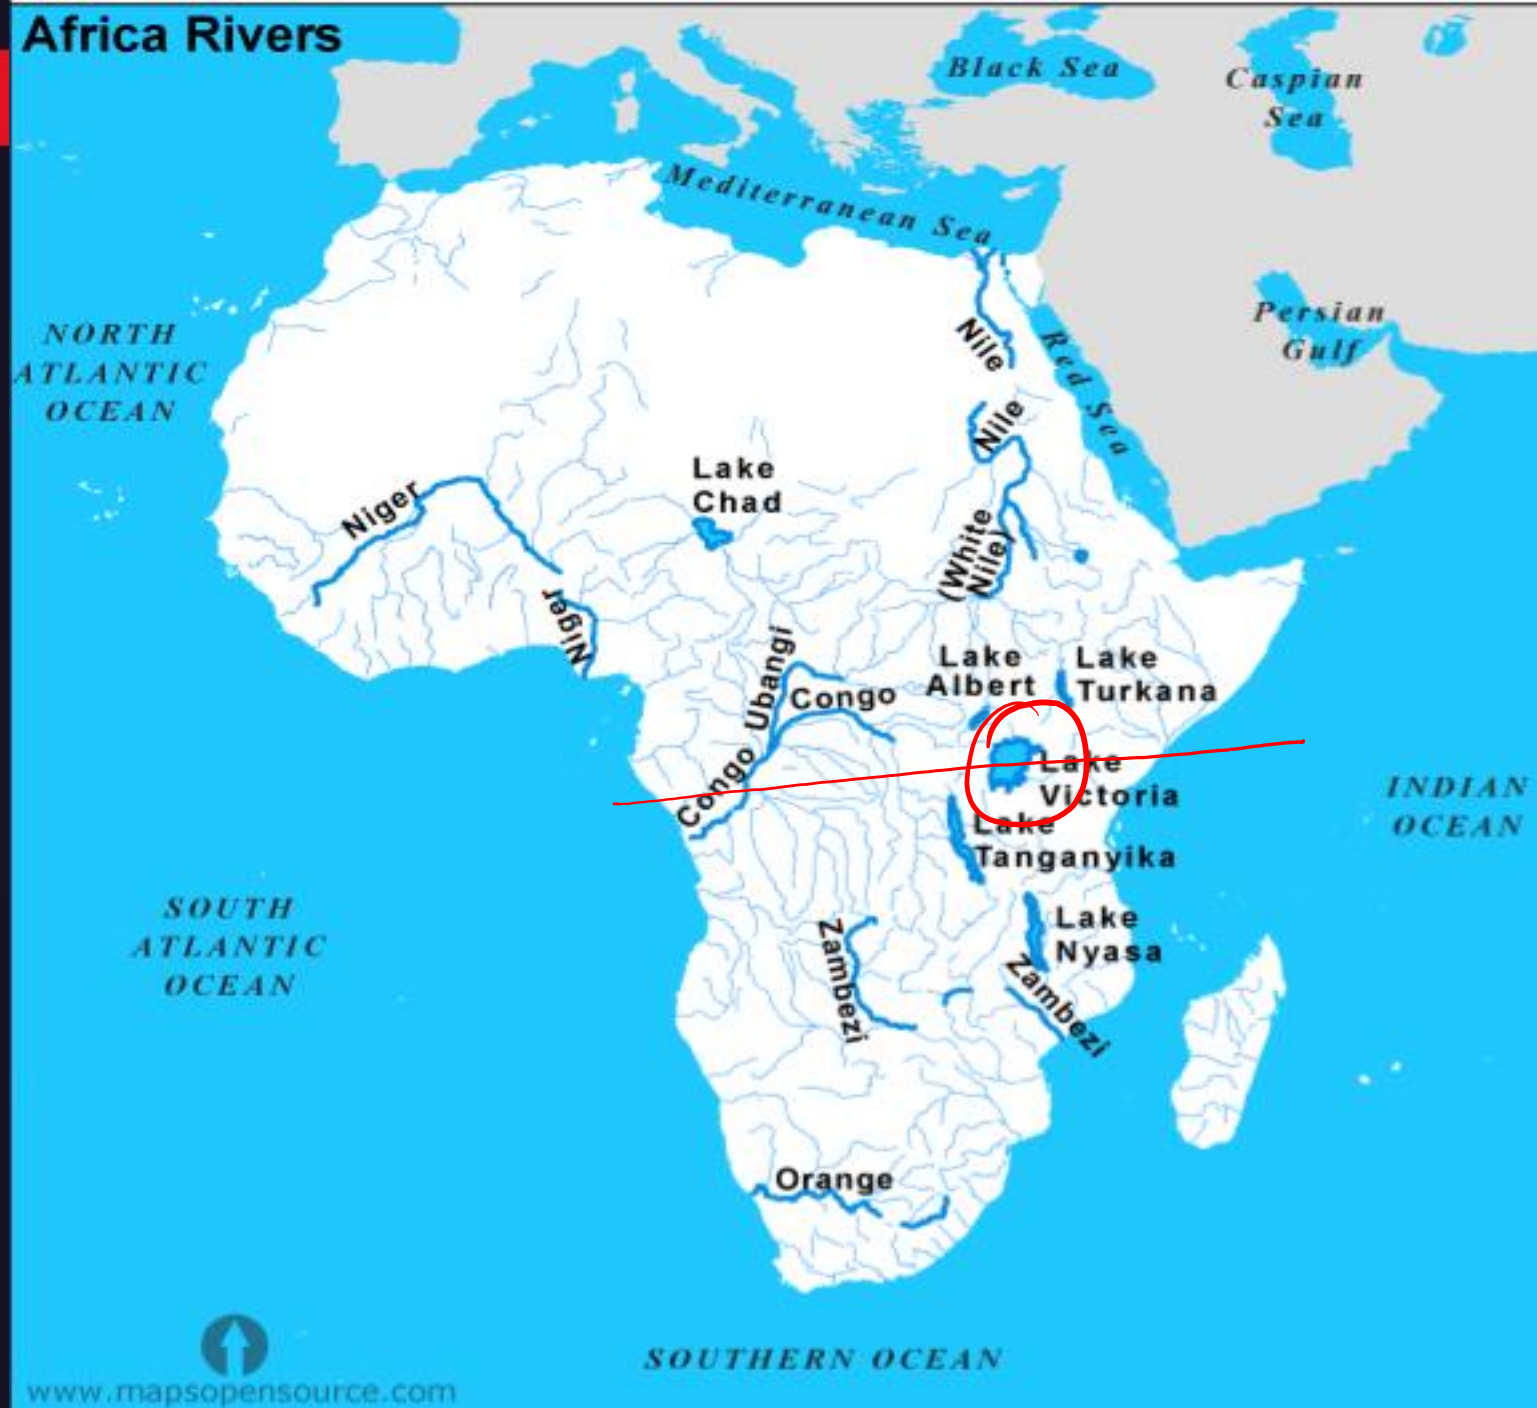 Africa Rivers
Black Sea
Caspian
Sea
Mediterranean Sea
NORTH
ATLANTIC
OCEAN
Persian
Gulf
Red Sea
Nile
Nile
Lake
Chad
Niger
(White
Nile)
Niger
Ubangi
Lake
Albert
Lake
Turkana
Congo
Congo
Lake
Victoria
INDIAN
OCEAN
Lake
Tanganyika
SOUTH
ATLANTIC
OCEAN
Zambezi
Lake
Nyasa
Zambezi
Orange
SOUTHERN OCEAN
www.mapsopensource.com